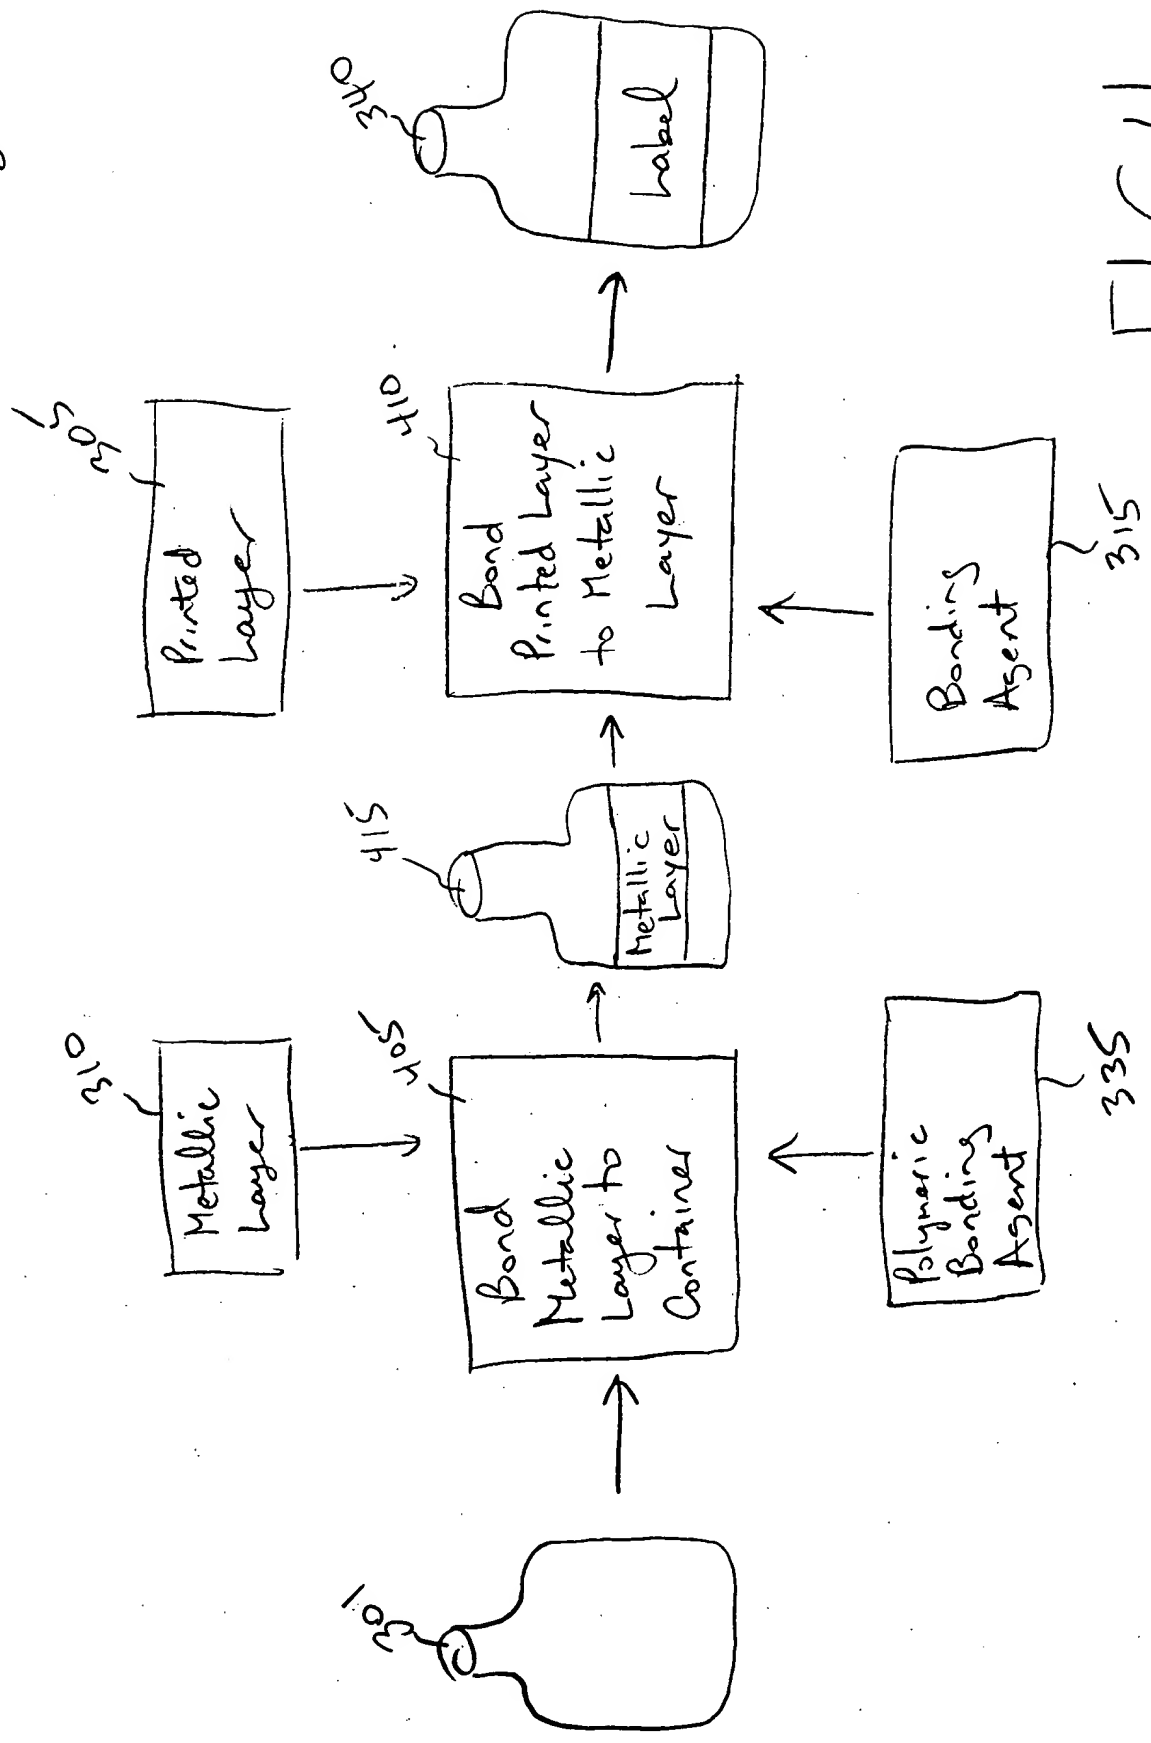 310
Metallic
Layer
305
Printed
Layer
301
405
Bond
Metallic
Layer to
Container
415
Metallic
Layer
410
Bond
Printed Layer
to Metallic
Layer
340
Label
Polymeric
Bonding
Agent
335
Bonding
Agent
315
FIG 4